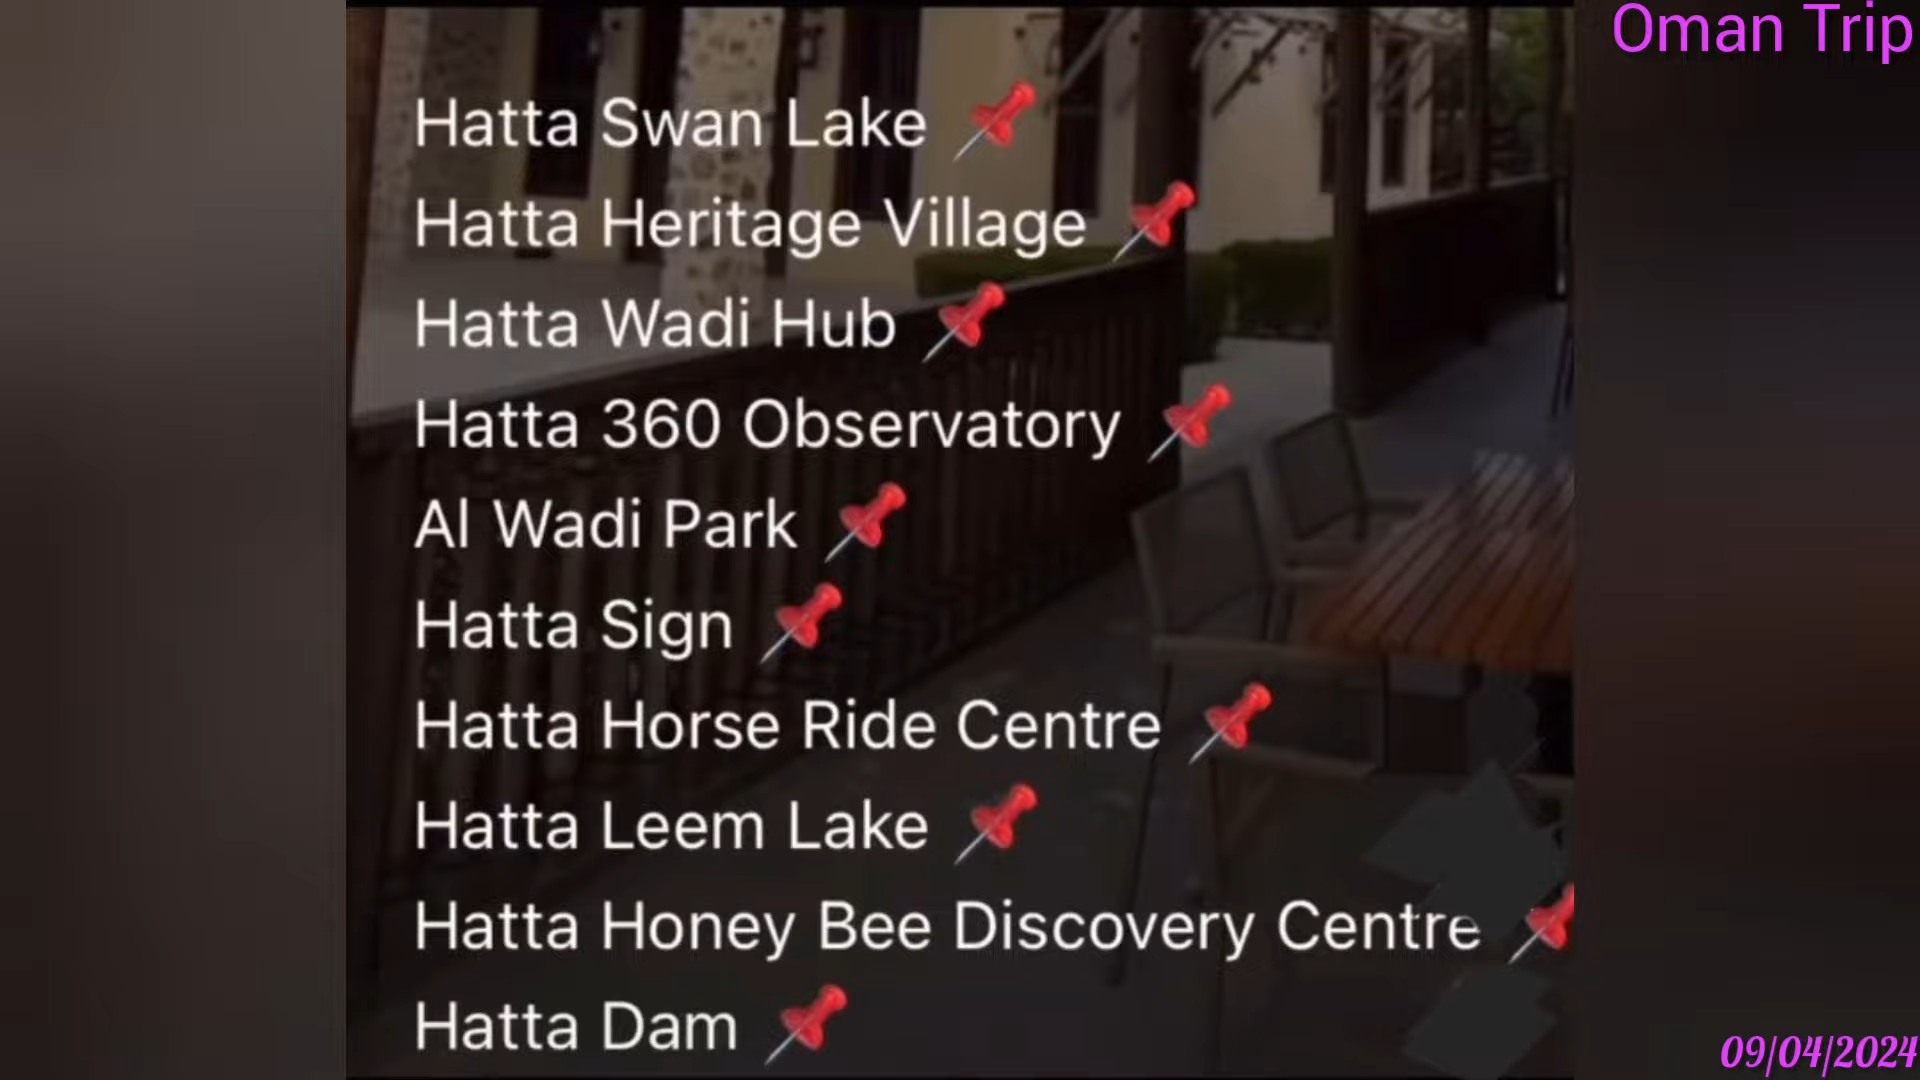 Oman Trip
Hatta Swan Lake 📌
Hatta Heritage Village 📌
Hatta Wadi Hub 📌
Hatta 360 Observatory 📌
Al Wadi Park 📌
Hatta Sign 📌
Hatta Horse Ride Centre 📌
Hatta Leem Lake 📌
Hatta Honey Bee Discovery Centre 📌
Hatta Dam 📌
09/04/2024